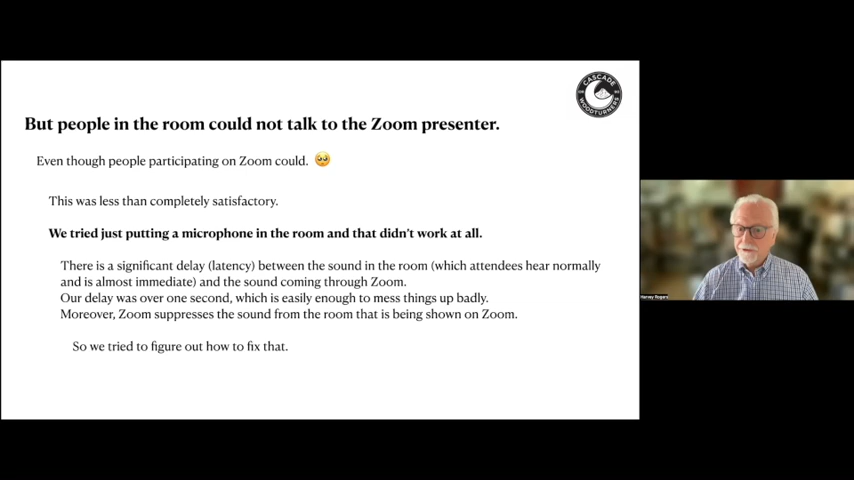 CASCADE
WOODTURNERS
But people in the room could not talk to the Zoom presenter.
Even though people participating on Zoom could. 🥺
This was less than completely satisfactory.
We tried just putting a microphone in the room and that didn't work at all.
There is a significant delay (latency) between the sound in the room (which attendees hear normally
and is almost immediate) and the sound coming through Zoom.
Our delay was over one second, which is easily enough to mess things up badly.
Moreover, Zoom suppresses the sound from the room that is being shown on Zoom.
So we tried to figure out how to fix that.
Harvey Rogers